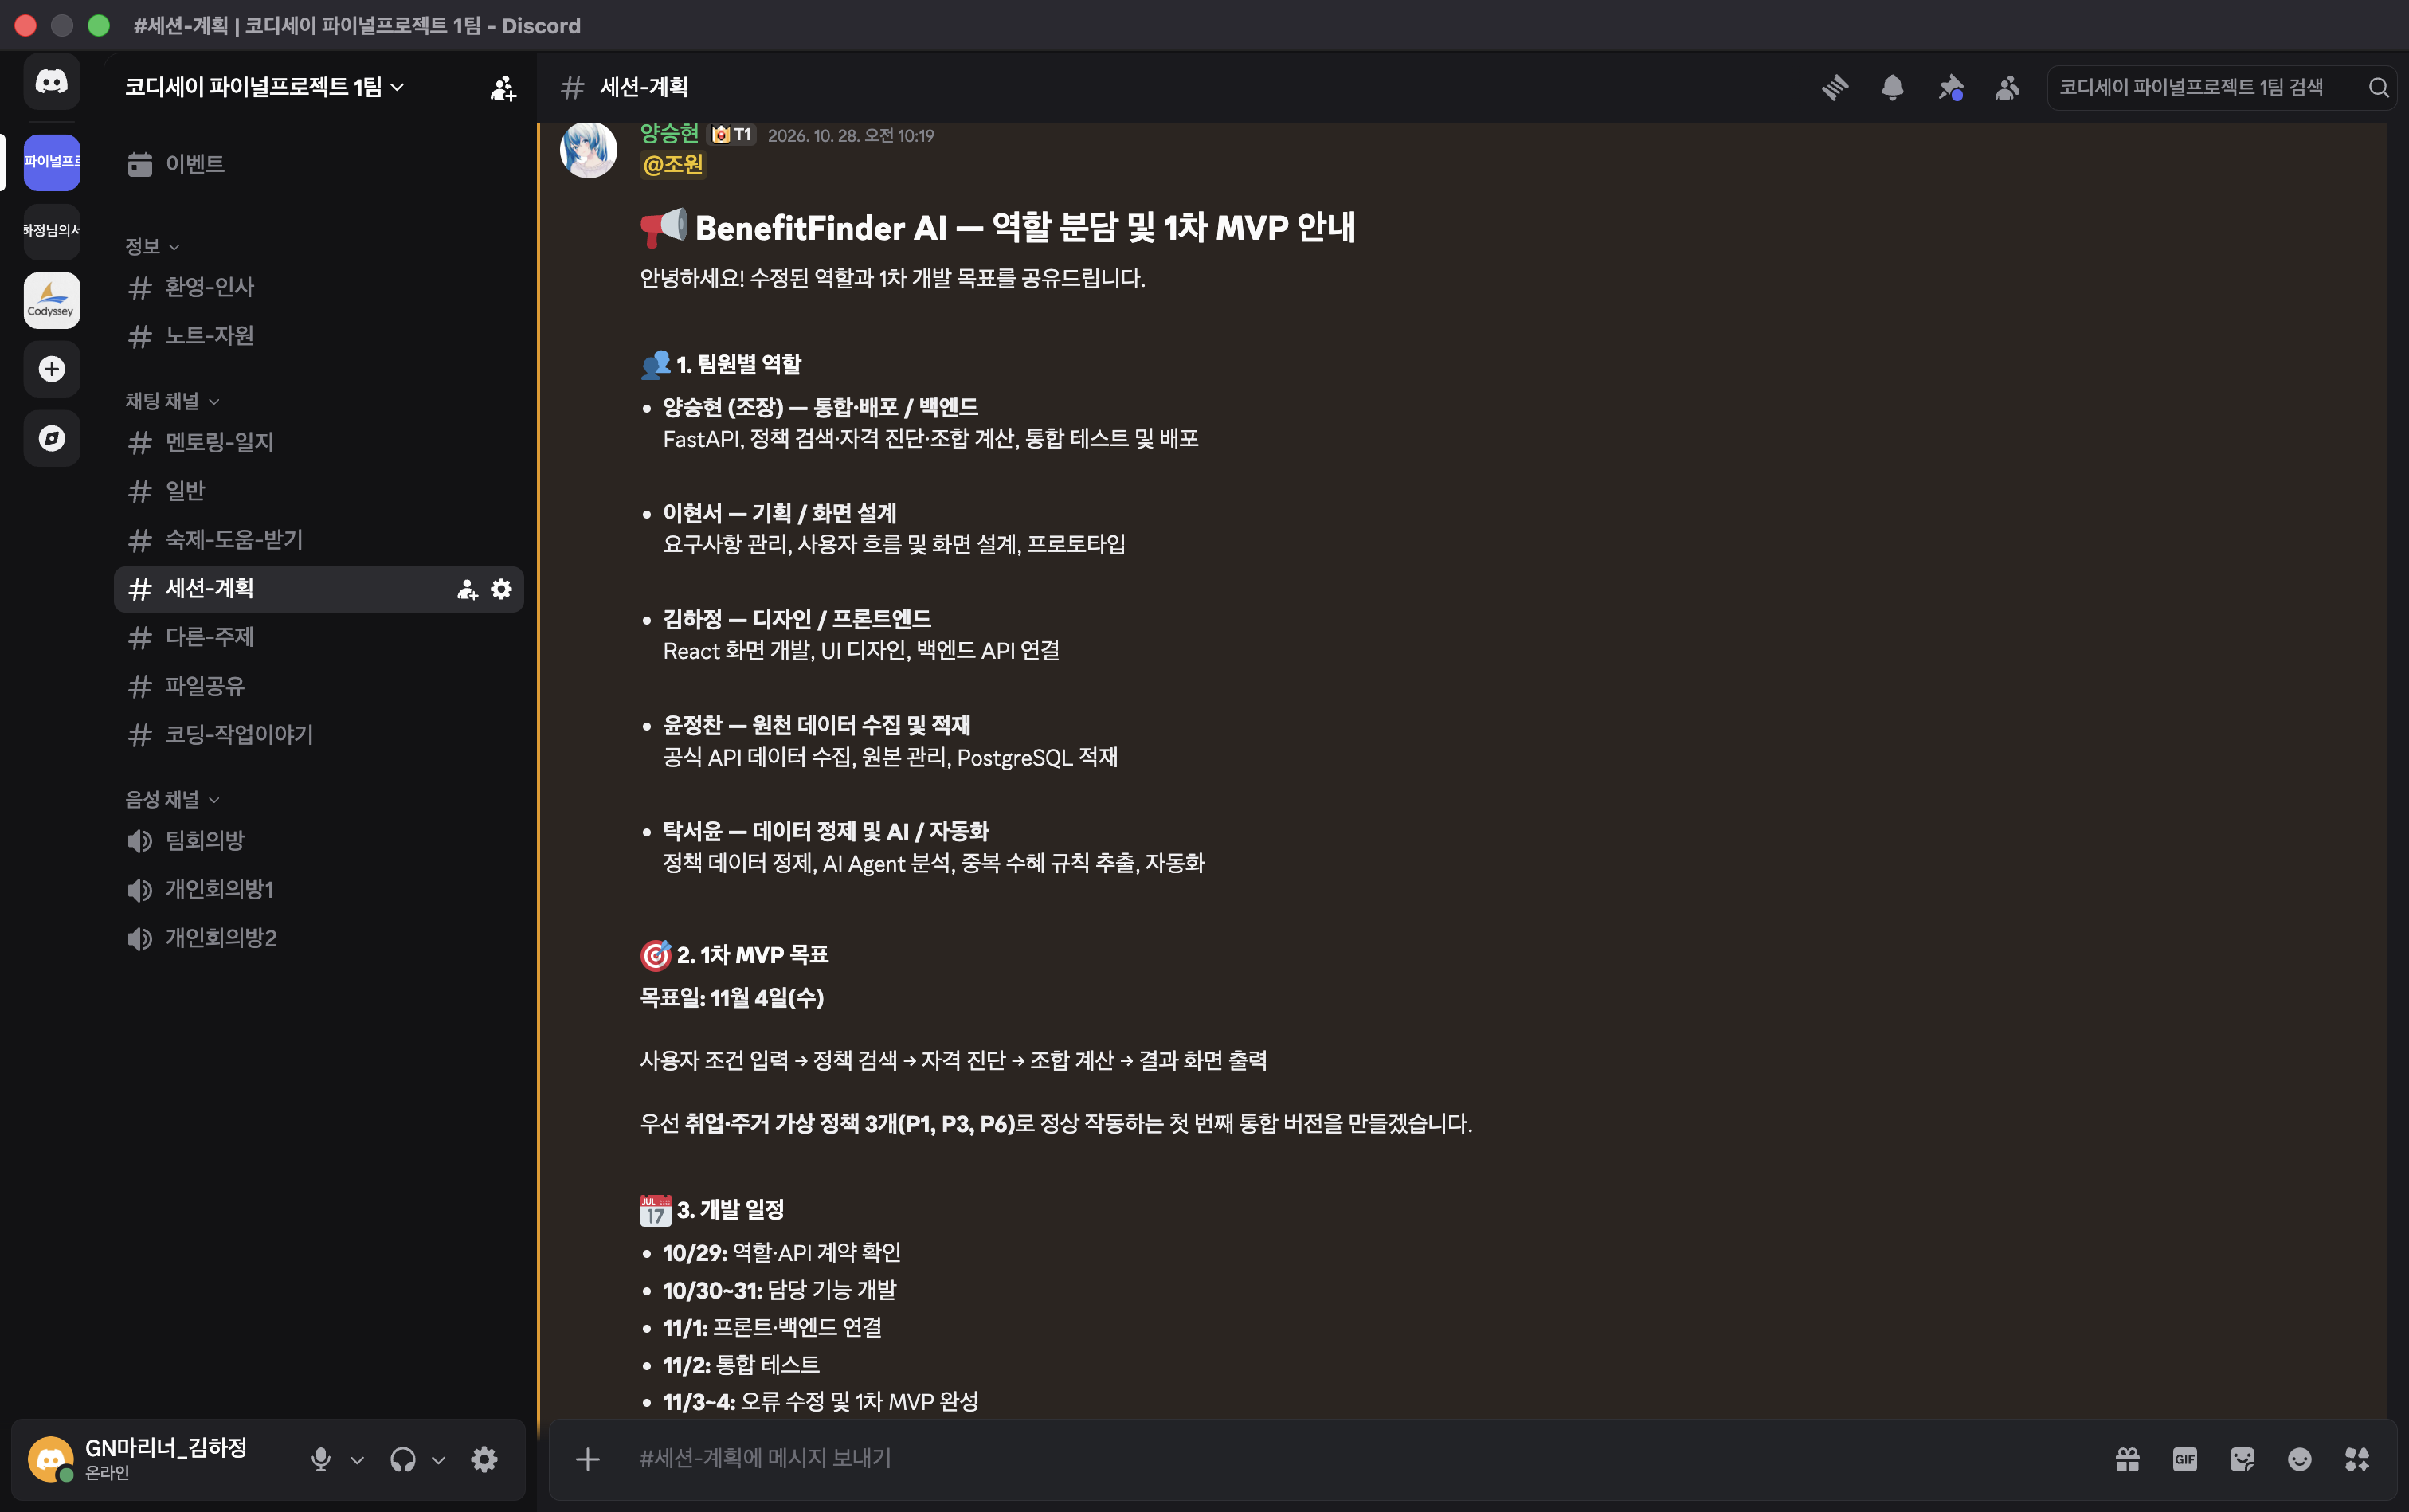 #세션-계획 | 코디세이 파이널프로젝트 1팀 - Discord
파이널프로
하정님의서
Codyssey
코디세이 파이널프로젝트 1팀
이벤트
정보
환영-인사
노트-자원
채팅 채널
멘토링-일지
일반
숙제-도움-받기
세션-계획
다른-주제
파일공유
코딩-작업이야기
음성 채널
팀회의방
개인회의방1
개인회의방2
GN마리너_김하정
온라인
세션-계획
코디세이 파이널프로젝트 1팀 검색
양승현 T1 2026. 10. 28. 오전 10:19
@조원
BenefitFinder AI — 역할 분담 및 1차 MVP 안내
안녕하세요! 수정된 역할과 1차 개발 목표를 공유드립니다.
1. 팀원별 역할
• 양승현 (조장) — 통합·배포 / 백엔드
FastAPI, 정책 검색·자격 진단·조합 계산, 통합 테스트 및 배포
• 이현서 — 기획 / 화면 설계
요구사항 관리, 사용자 흐름 및 화면 설계, 프로토타입
• 김하정 — 디자인 / 프론트엔드
React 화면 개발, UI 디자인, 백엔드 API 연결
• 윤정찬 — 원천 데이터 수집 및 적재
공식 API 데이터 수집, 원본 관리, PostgreSQL 적재
• 탁서윤 — 데이터 정제 및 AI / 자동화
정책 데이터 정제, AI Agent 분석, 중복 수혜 규칙 추출, 자동화
2. 1차 MVP 목표
목표일: 11월 4일(수)
사용자 조건 입력 → 정책 검색 → 자격 진단 → 조합 계산 → 결과 화면 출력
우선 취업·주거 가상 정책 3개(P1, P3, P6)로 정상 작동하는 첫 번째 통합 버전을 만들겠습니다.
JUL
17
3. 개발 일정
• 10/29: 역할·API 계약 확인
• 10/30~31: 담당 기능 개발
• 11/1: 프론트·백엔드 연결
• 11/2: 통합 테스트
• 11/3~4: 오류 수정 및 1차 MVP 완성
#세션-계획에 메시지 보내기
GIF